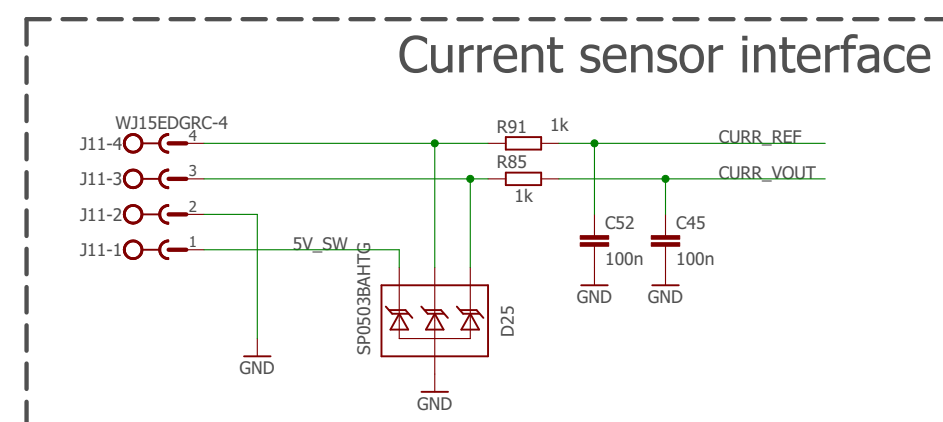 Current sensor interface
WJ15EDGRC-4
J11-4
4
R91
1k
CURR_REF
J11-3
3
R85
1k
CURR_VOUT
J11-2
2
J11-1
1
5V_SW
C52
100n
C45
100n
GND
GND
SP0503BAHTG
D25
GND
GND